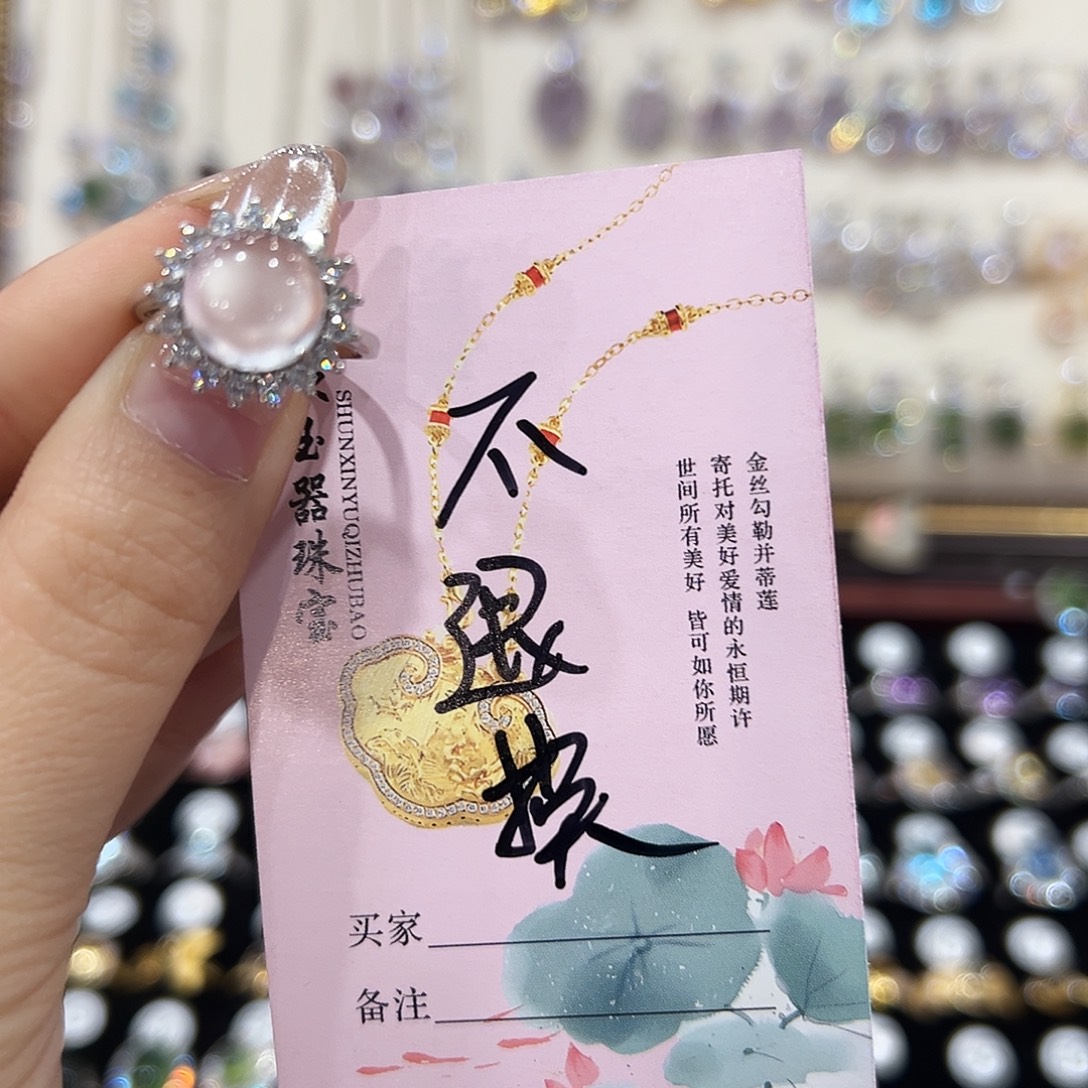 玉器珠宝
SHUNXINYUQIZHUBAO
不
退
换
金丝勾勒并蒂莲
寄托对美好爱情的永恒期许
世间所有美好 皆可如你所愿
买家
备注